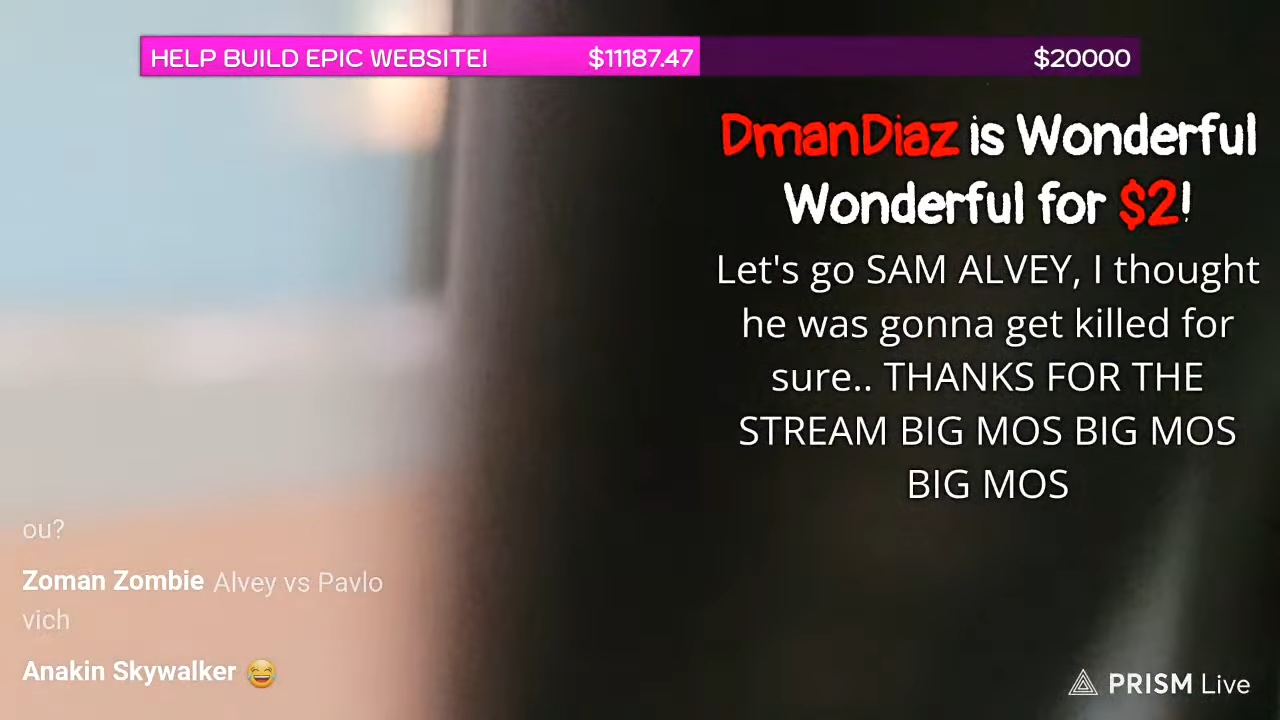 HELP BUILD EPIC WEBSITE! $11187.47 $20000
DmanDiaz is Wonderful
Wonderful for $2!
Let's go SAM ALVEY, I thought
he was gonna get killed for
sure.. THANKS FOR THE
STREAM BIG MOS BIG MOS
BIG MOS
ou?
Zoman Zombie Alvey vs Pavlo
vich
Anakin Skywalker 😂
PRISM Live